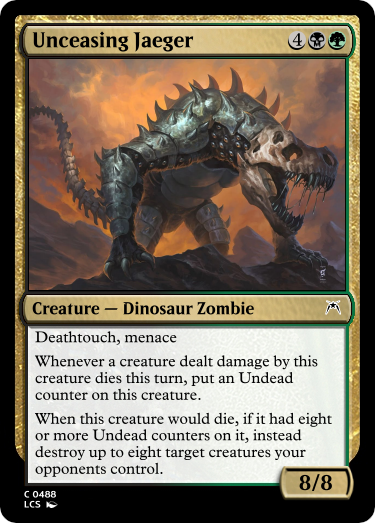 Unceasing Jaeger 4
Creature — Dinosaur Zombie
Deathtouch, menace
Whenever a creature dealt damage by this
creature dies this turn, put an Undead
counter on this creature.
When this creature would die, if it had eight
or more Undead counters on it, instead
destroy up to eight target creatures your
opponents control.
8/8
C 0488
LCS